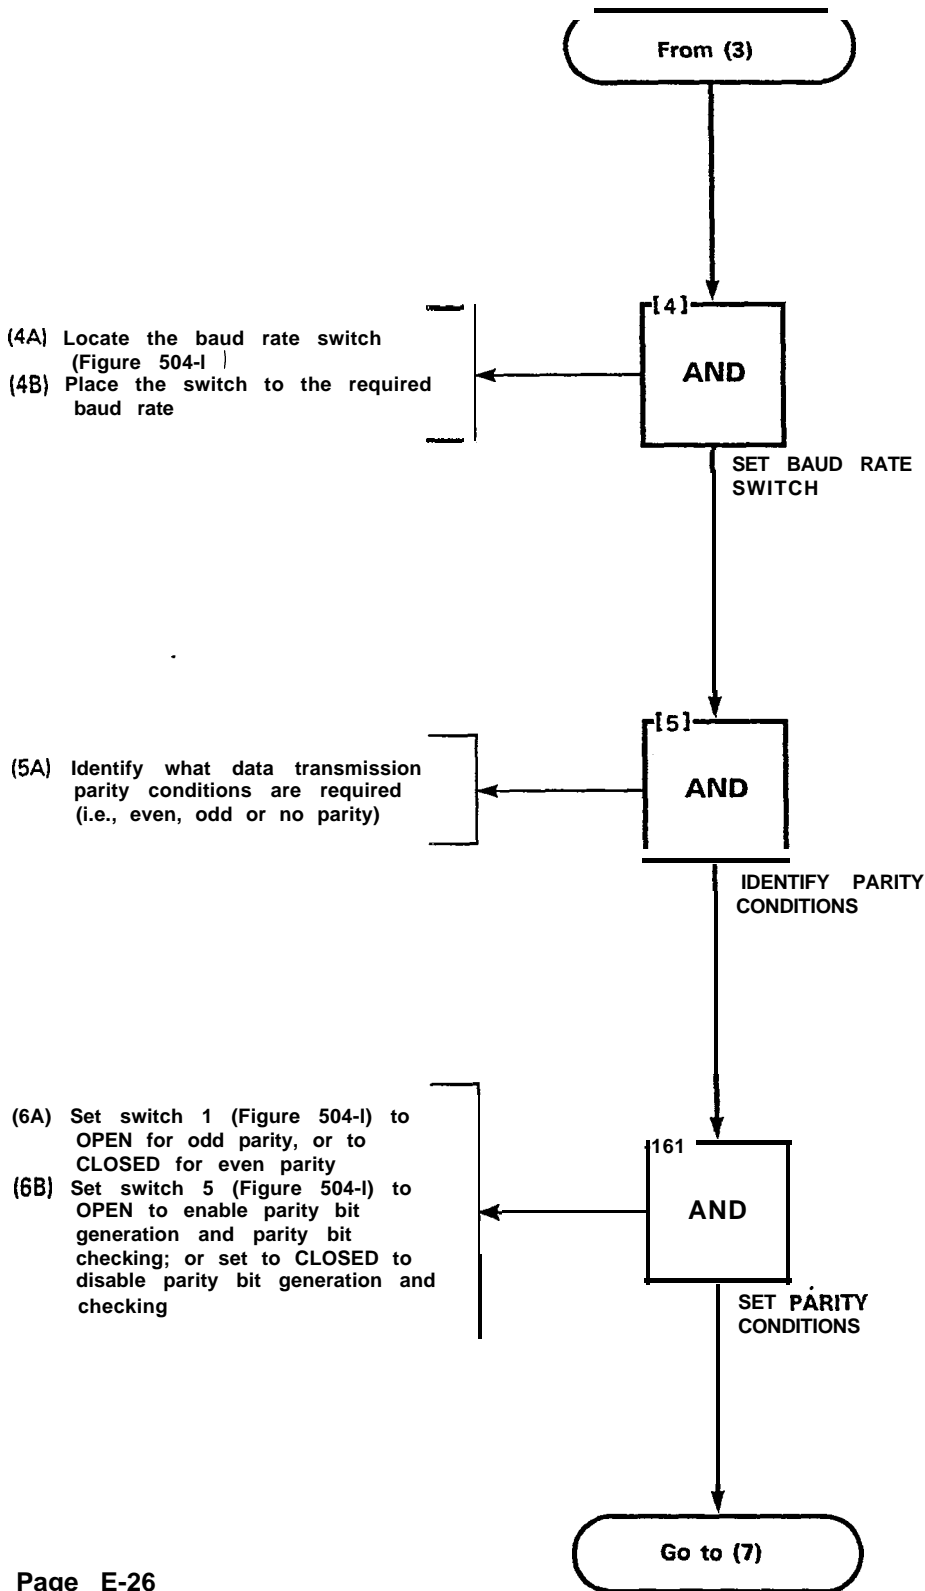 From (3)
[4]
AND
(4A) Locate the baud rate switch
(Figure 504-I )
(4B) Place the switch to the required
baud rate
SET BAUD RATE
SWITCH
[5]
AND
(5A) Identify what data transmission
parity conditions are required
(i.e., even, odd or no parity)
IDENTIFY PARITY
CONDITIONS
161
AND
(6A) Set switch 1 (Figure 504-I) to
OPEN for odd parity, or to
CLOSED for even parity
(6B) Set switch 5 (Figure 504-I) to
OPEN to enable parity bit
generation and parity bit
checking; or set to CLOSED to
disable parity bit generation and
checking
SET PARITY
CONDITIONS
Go to (7)
Page E-26